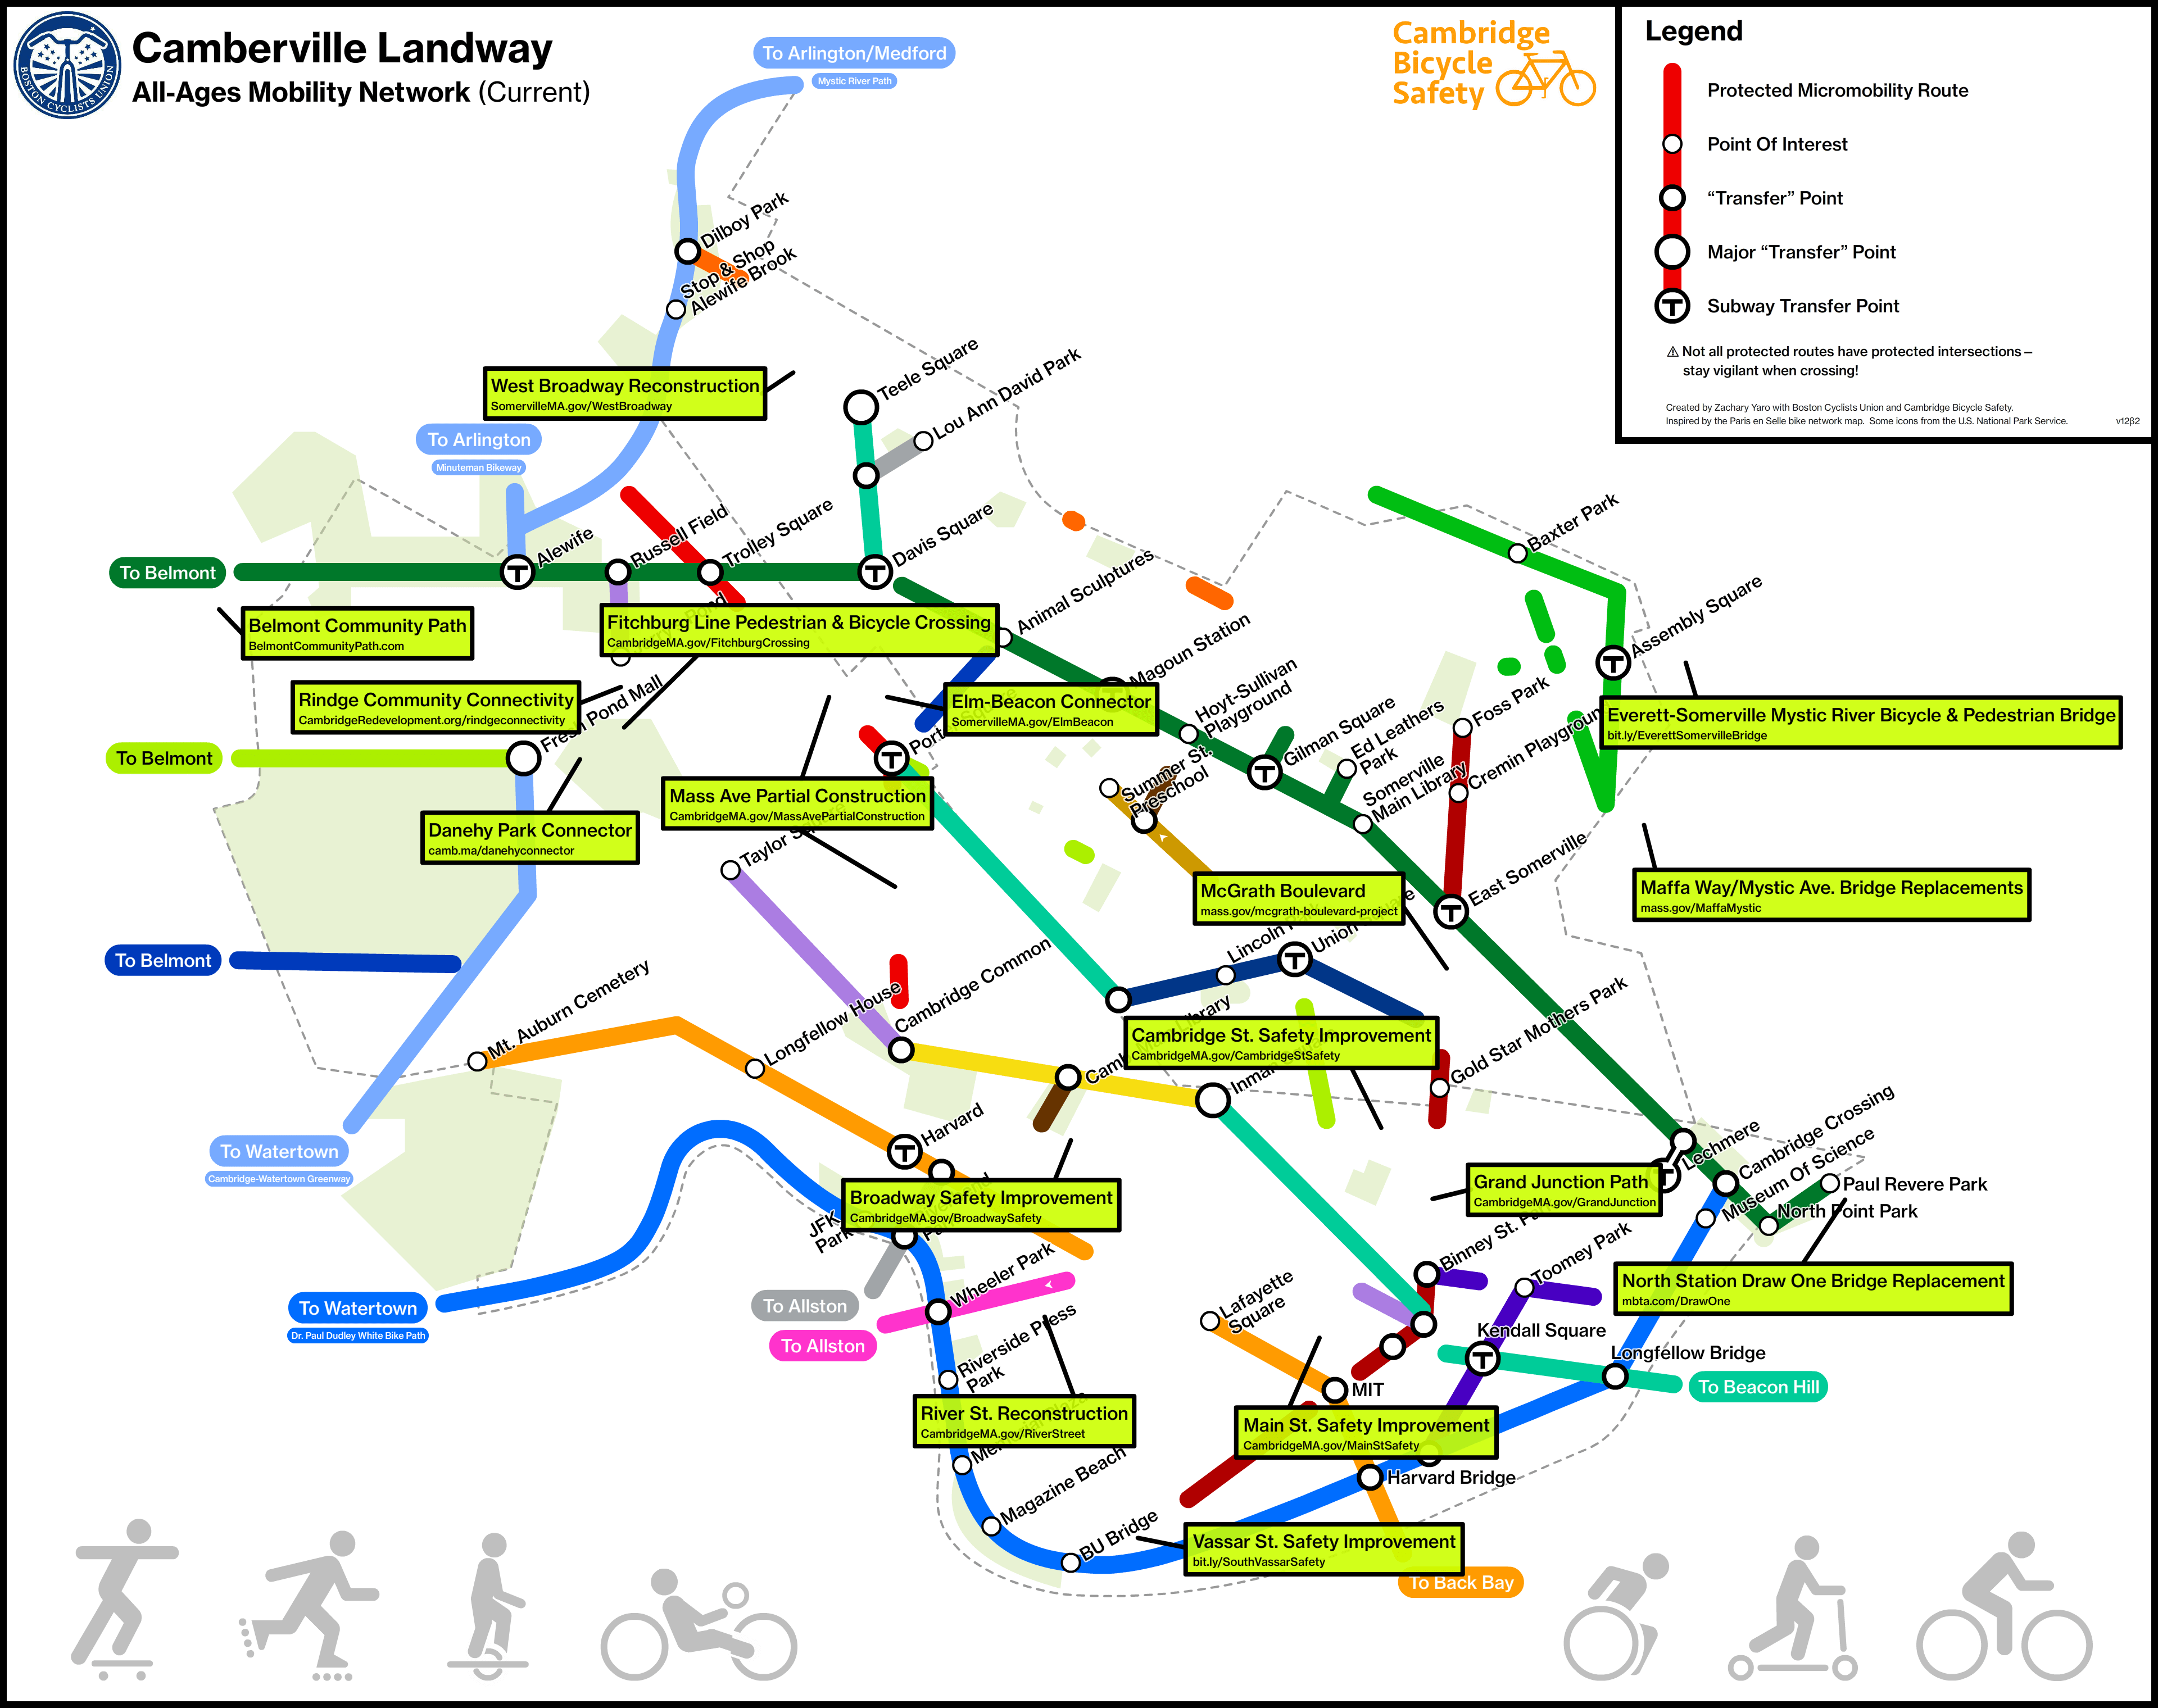 BOSTON CYCLISTS UNION
Camberville Landway
All-Ages Mobility Network (Current)
To Arlington/Medford
Mystic River Path
Cambridge
Bicycle
Safety
Legend
Protected Micromobility Route
Point Of Interest
“Transfer” Point
Major “Transfer” Point
T Subway Transfer Point
⚠ Not all protected routes have protected intersections –
stay vigilant when crossing!
Created by Zachary Yaro with Boston Cyclists Union and Cambridge Bicycle Safety.
Inspired by the Paris en Selle bike network map. Some icons from the U.S. National Park Service.
v12β2
Dilboy Park
Stop & Shop
Alewife Brook
West Broadway Reconstruction
SomervilleMA.gov/WestBroadway
Teele Square
Lou Ann David Park
To Arlington
Minuteman Bikeway
Alewife
Russell Field
Trolley Square
Davis Square
Animal Sculptures
Baxter Park
Assembly Square
To Belmont
Belmont Community Path
BelmontCommunityPath.com
Fitchburg Line Pedestrian & Bicycle Crossing
CambridgeMA.gov/FitchburgCrossing
Magoun Station
Rindge Community Connectivity
CambridgeRedevelopment.org/rindgeconnectivity
Fresh Pond Mall
Elm-Beacon Connector
SomervilleMA.gov/ElmBeacon
Hoyt-Sullivan
Playground
Gilman Square
Ed Leathers
Park
Foss Park
Cremin Playground
Everett-Somerville Mystic River Bicycle & Pedestrian Bridge
bit.ly/EverettSomervilleBridge
To Belmont
Summer St.
Preschool
Somerville
Main Library
Mass Ave Partial Construction
CambridgeMA.gov/MassAvePartialConstruction
Danehy Park Connector
camb.ma/danehyconnector
Taylor Square
East Somerville
McGrath Boulevard
mass.gov/mcgrath-boulevard-project
Maffa Way/Mystic Ave. Bridge Replacements
mass.gov/MaffaMystic
To Belmont
Lincoln Park
Union Square
Mt. Auburn Cemetery
Longfellow House
Cambridge Common
Cambridge St. Safety Improvement
CambridgeMA.gov/CambridgeStSafety
Gold Star Mothers Park
To Watertown
Cambridge-Watertown Greenway
Harvard
Lechmere
Cambridge Crossing
Museum Of Science
Paul Revere Park
North Point Park
Broadway Safety Improvement
CambridgeMA.gov/BroadwaySafety
Grand Junction Path
CambridgeMA.gov/GrandJunction
JFK
Park
Wheeler Park
Binney St. Park
Toomey Park
North Station Draw One Bridge Replacement
mbta.com/DrawOne
To Watertown
Dr. Paul Dudley White Bike Path
To Allston
To Allston
Lafayette
Square
Kendall Square
Longfellow Bridge
To Beacon Hill
Riverside Press
Park
MIT
River St. Reconstruction
CambridgeMA.gov/RiverStreet
Main St. Safety Improvement
CambridgeMA.gov/MainStSafety
Harvard Bridge
Magazine Beach
BU Bridge
Vassar St. Safety Improvement
bit.ly/SouthVassarSafety
To Back Bay